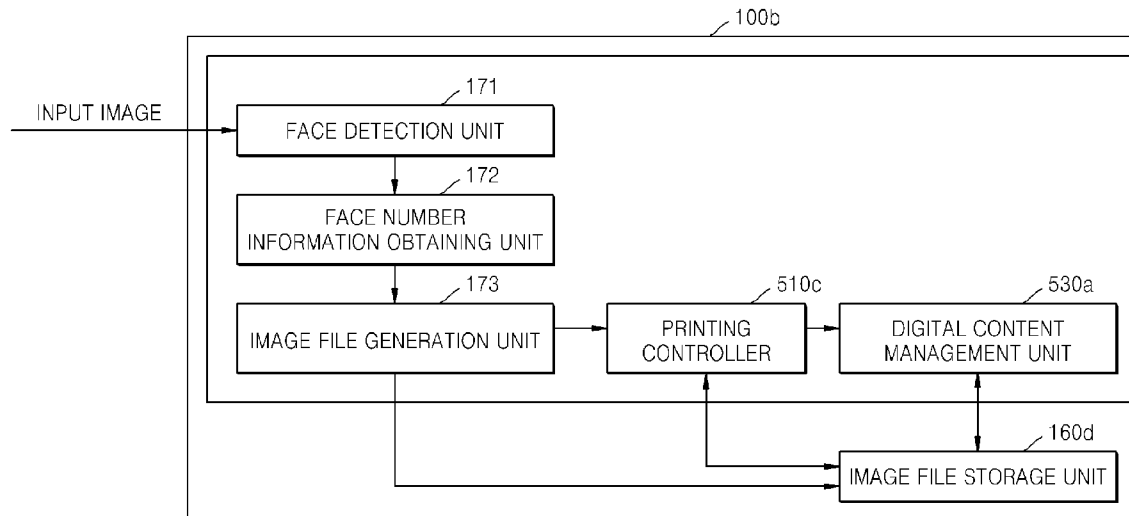 100b
171
INPUT IMAGE
FACE DETECTION UNIT
172
FACE NUMBER
INFORMATION OBTAINING UNIT
173
510c
530a
IMAGE FILE GENERATION UNIT
PRINTING
CONTROLLER
DIGITAL CONTENT
MANAGEMENT UNIT
160d
IMAGE FILE STORAGE UNIT